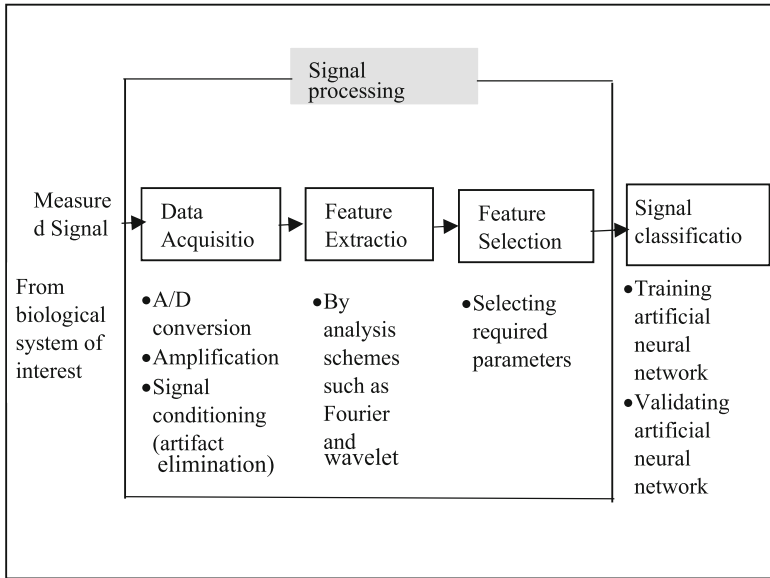 Signal
processing
Measure
d Signal
Data
Acquisitio
Feature
Extractio
Feature
Selection
Signal
classificatio
From
biological
system of
interest
•A/D
conversion
•Amplification
•Signal
conditioning
(artifact
elimination)
•By
analysis
schemes
such as
Fourier
and
wavelet
•Selecting
required
parameters
•Training
artificial
neural
network
•Validating
artificial
neural
network